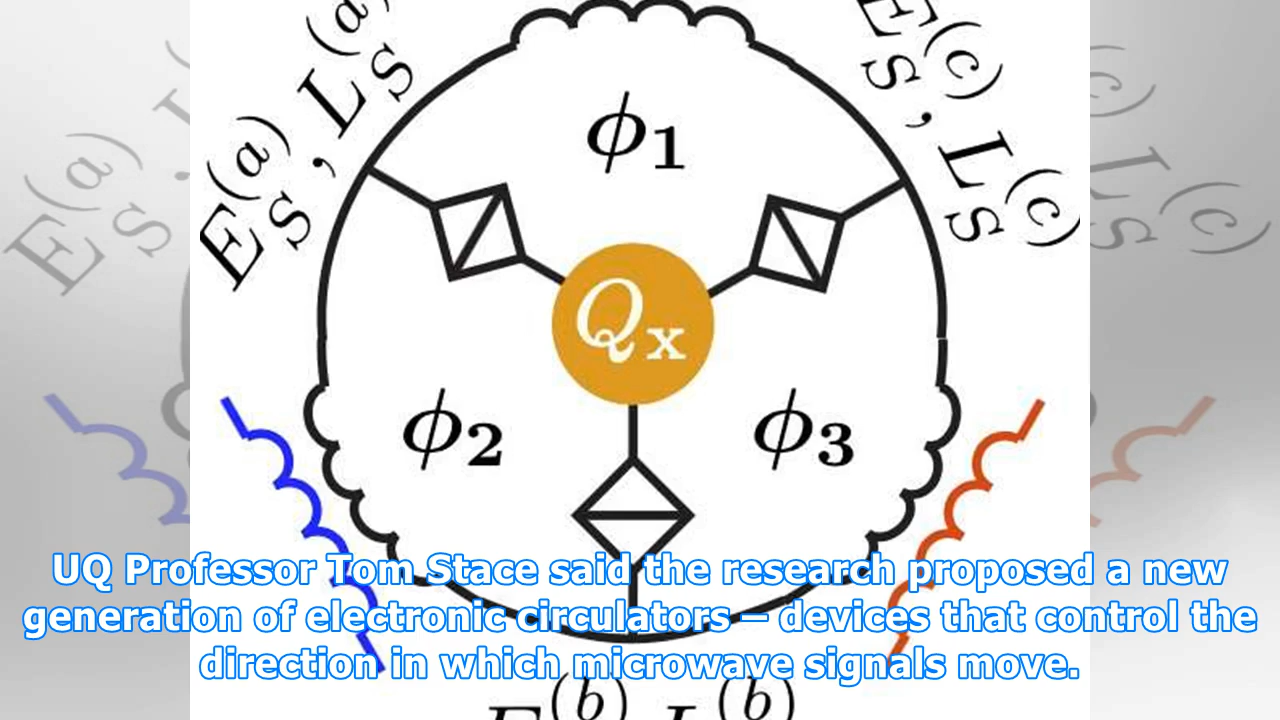 E_S^(a), L_S^(a)
E_S^(c), L_S^(c)
ϕ1
Qx
ϕ2
ϕ3
UQ Professor Tom Stace said the research proposed a new
generation of electronic circulators – devices that control the
direction in which microwave signals move.
(b) (b)